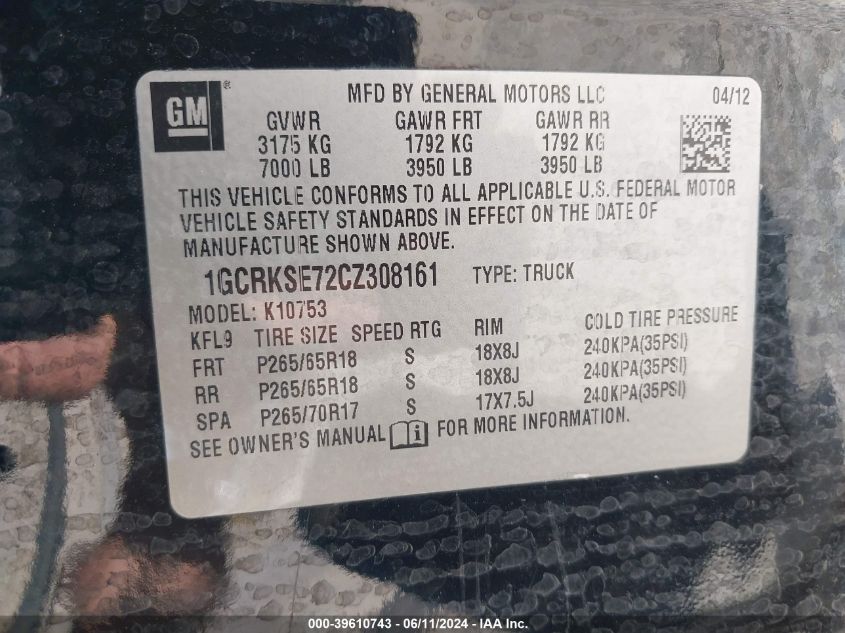 GM ® MFD BY GENERAL MOTORS LLC 04/12
GVWR GAWR FRT GAWR RR
3175 KG 1792 KG 1792 KG
7000 LB 3950 LB 3950 LB
THIS VEHICLE CONFORMS TO ALL APPLICABLE U.S. FEDERAL MOTOR
VEHICLE SAFETY STANDARDS IN EFFECT ON THE DATE OF
MANUFACTURE SHOWN ABOVE.
1GCRKSE72CZ308161 TYPE: TRUCK
MODEL: K10753
KFL9 TIRE SIZE SPEED RTG RIM COLD TIRE PRESSURE
FRT P265/65R18 S 18X8J 240KPA(35PSI)
RR P265/65R18 S 18X8J 240KPA(35PSI)
SPA P265/70R17 S 17X7.5J 240KPA(35PSI)
SEE OWNER'S MANUAL i FOR MORE INFORMATION.
000-39610743 - 06/11/2024 - IAA Inc.